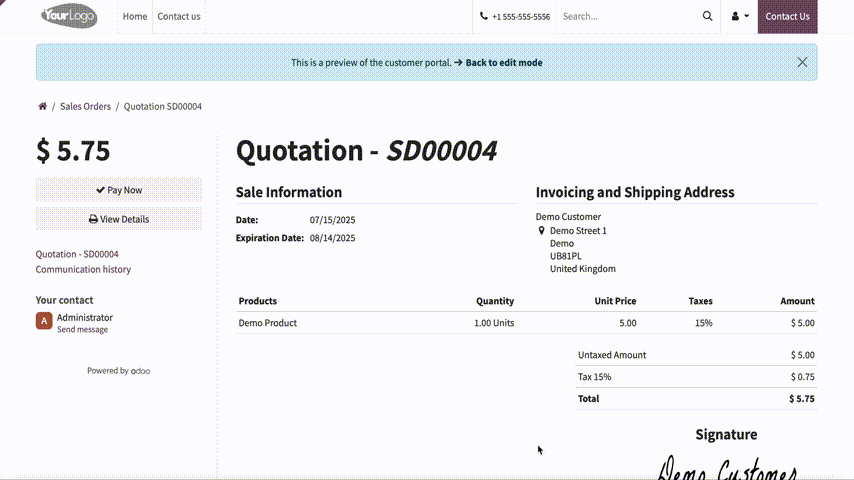 YourLogo Home Contact us +1 555-555-5556 Search... Contact Us
This is a preview of the customer portal. → Back to edit mode
/ Sales Orders / Quotation SD00004
$ 5.75
Pay Now
View Details
Quotation - SD00004
Communication history
Your contact
A Administrator
Send message
Powered by odoo
Quotation - SD00004
Sale Information
Date: 07/15/2025
Expiration Date: 08/14/2025
Invoicing and Shipping Address
Demo Customer
Demo Street 1
Demo
UB81PL
United Kingdom
Products Quantity Unit Price Taxes Amount
Demo Product 1.00 Units 5.00 15% $ 5.00
Untaxed Amount $ 5.00
Tax 15% $ 0.75
Total $ 5.75
Signature
Demo Customer